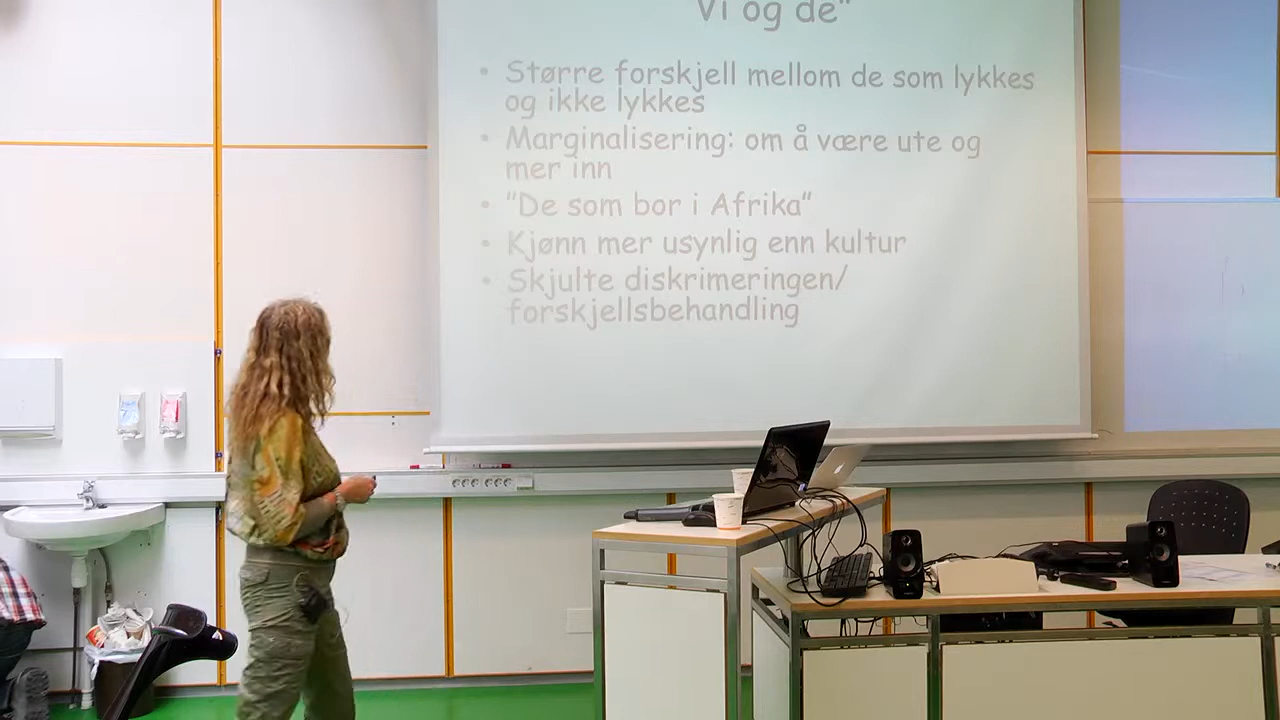 "Vi og de"
• Større forskjell mellom de som lykkes
og ikke lykkes
• Marginalisering: om å være ute og
mer inn
• "De som bor i Afrika"
• Kjønn mer usynlig enn kultur
• Skjulte diskrimeringen/
forskjellsbehandling